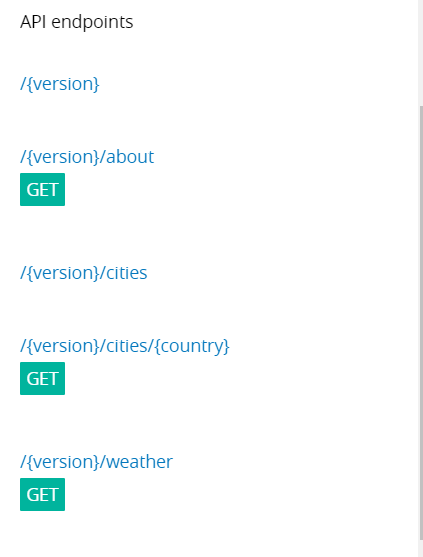 API endpoints
/{version}
/{version}/about
GET
/{version}/cities
/{version}/cities/{country}
GET
/{version}/weather
GET